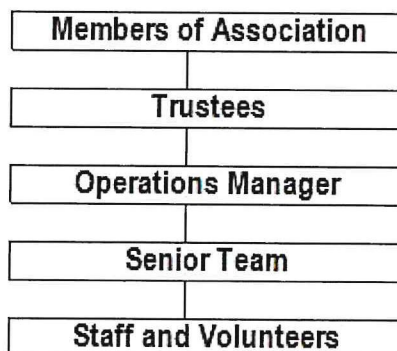 Members of Association
Trustees
Operations Manager
Senior Team
Staff and Volunteers